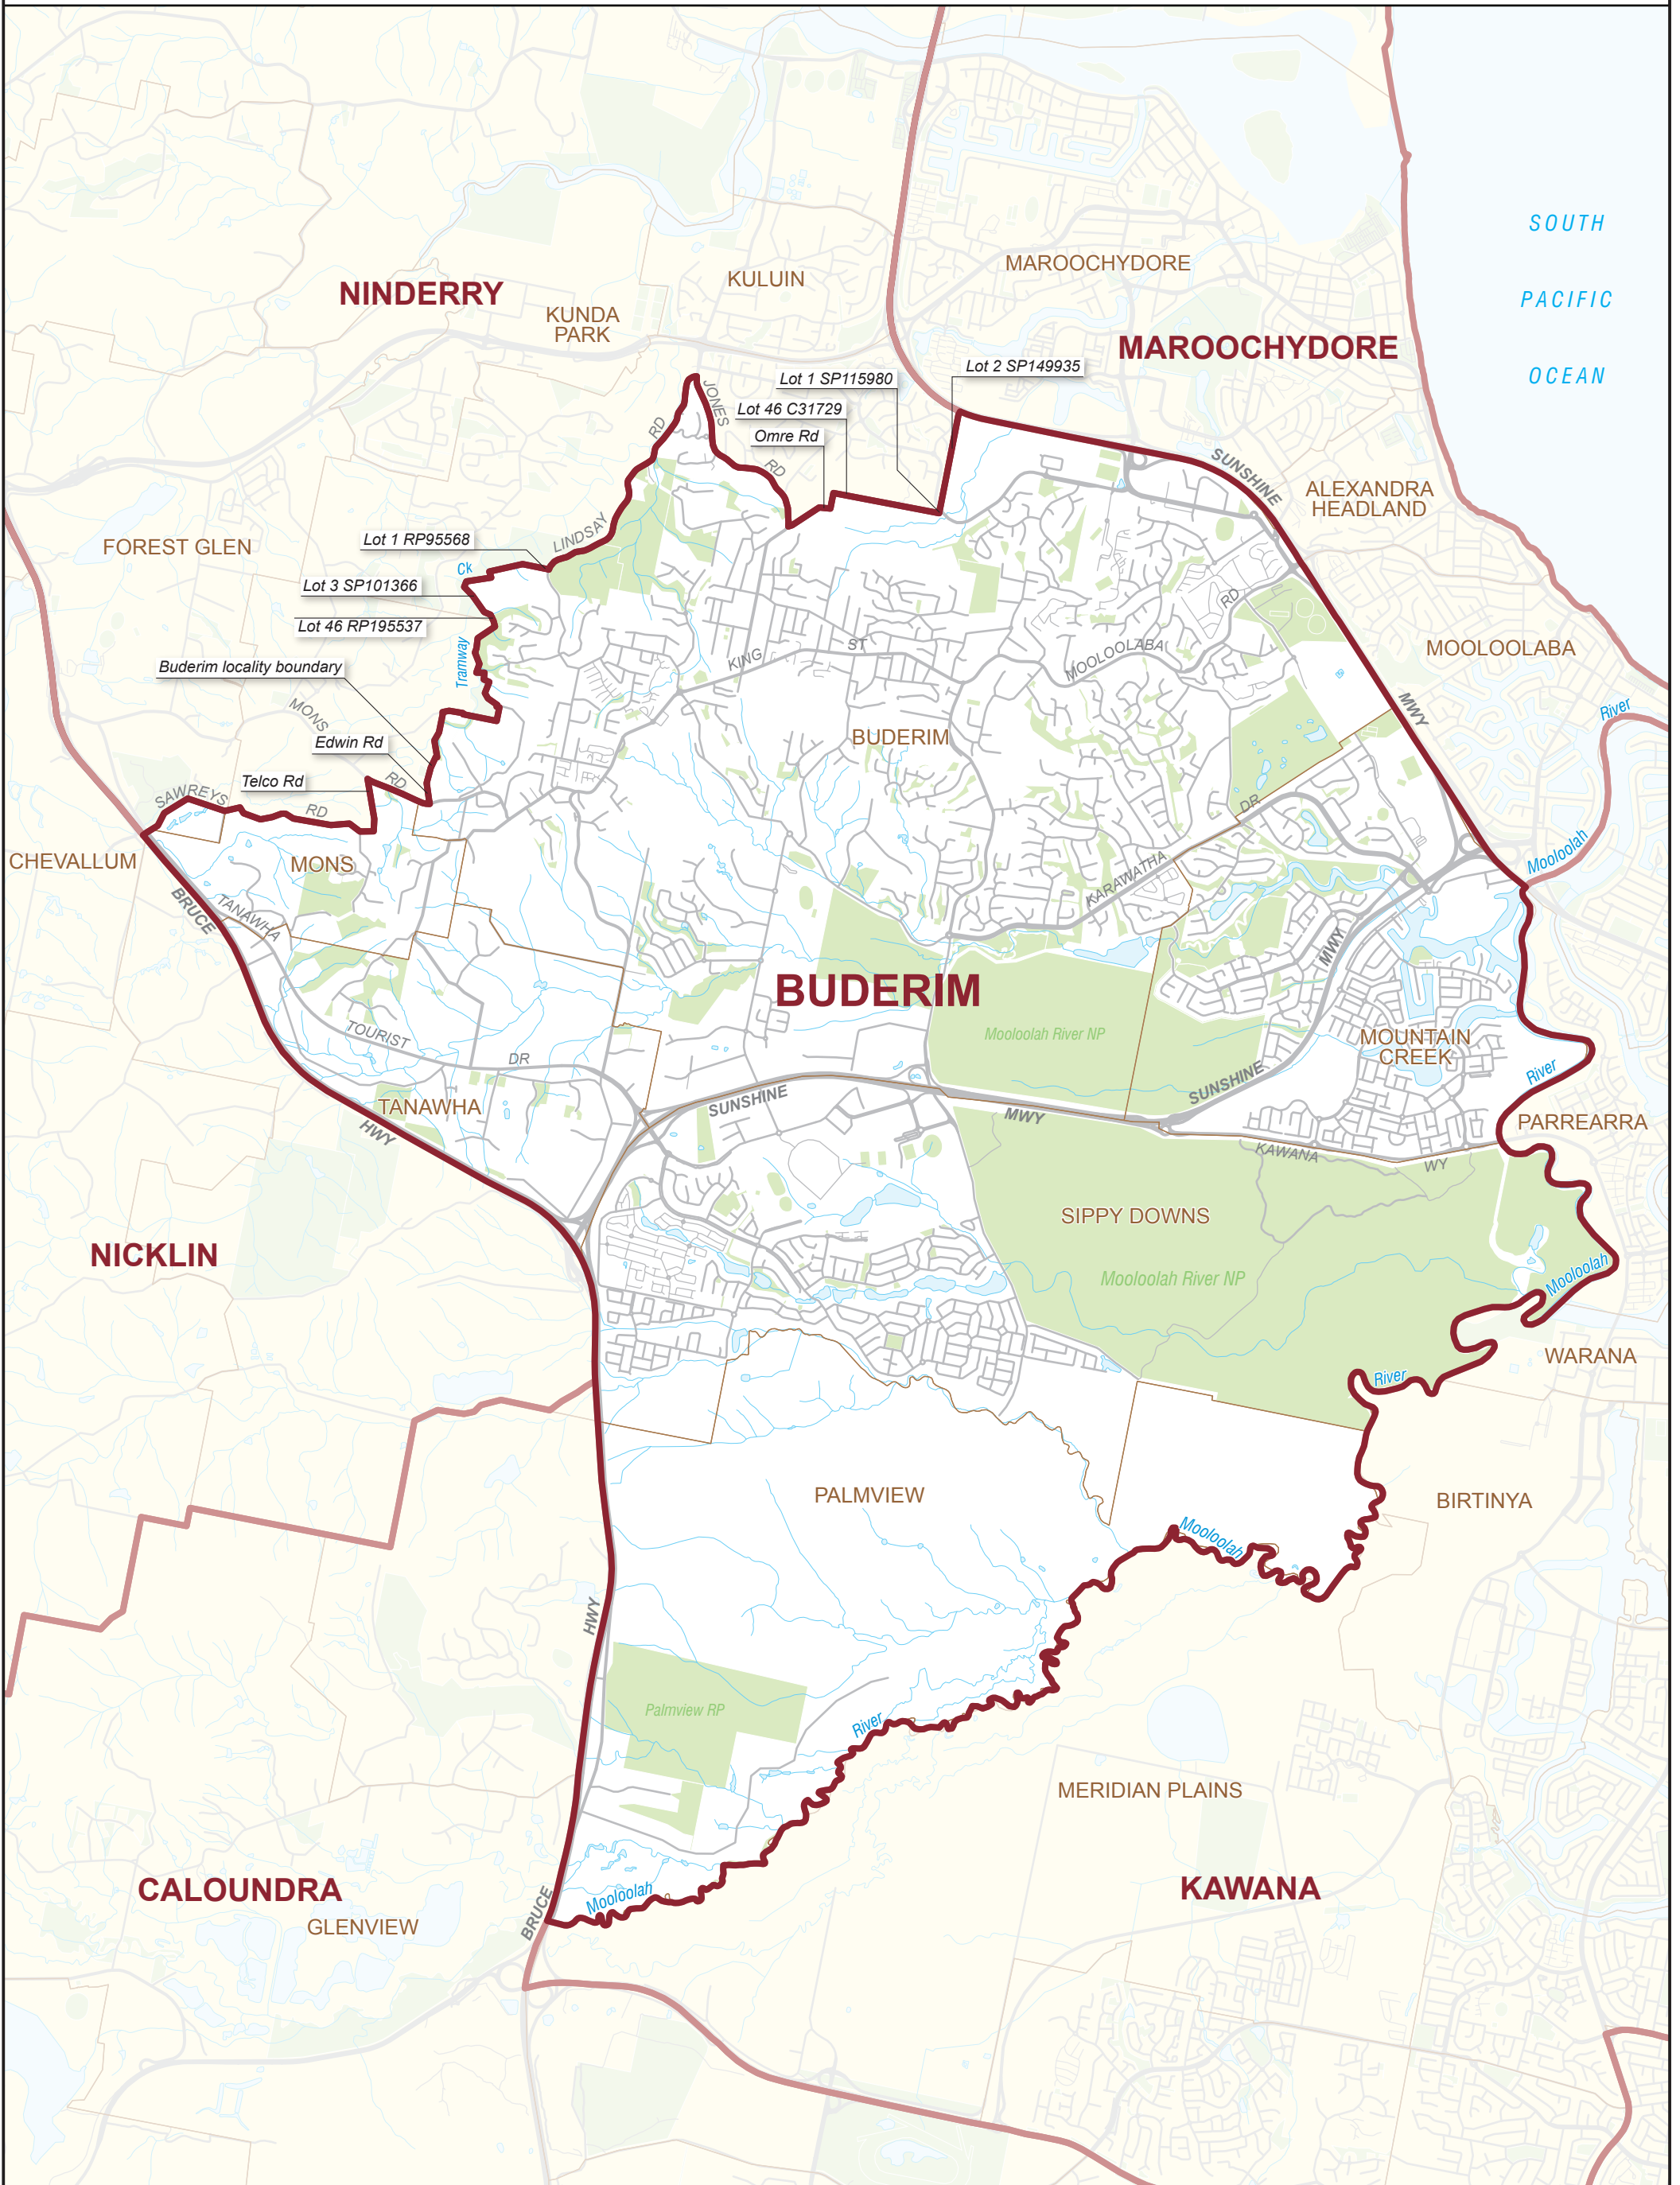 SOUTH
PACIFIC
OCEAN
MAROOCHYDORE
KULUIN
NINDERRY
KUNDA
PARK
MAROOCHYDORE
Lot 2 SP149935
Lot 1 SP115980
Lot 46 C31729
Omre Rd
JONES
RD
RD
SUNSHINE
ALEXANDRA
HEADLAND
FOREST GLEN
Lot 1 RP95568
LINDSAY
Ck
Lot 3 SP101366
Lot 46 RP195537
RD
MOOLOOLABA
ST
KING
MOOLOOLABA
Tramway
Buderim locality boundary
MONS
Edwin Rd
RD
Telco Rd
SAWREYS
RD
MWY
River
BUDERIM
DR
Mooloolah
CHEVALLUM
MONS
KARAWATHA
TANAWHA
BRUCE
MWY
BUDERIM
Mooloolah River NP
MOUNTAIN
CREEK
TOURIST
DR
River
SUNSHINE
TANAWHA
SUNSHINE
MWY
PARREARRA
HWY
KAWANA
WY
SIPPY DOWNS
NICKLIN
Mooloolah River NP
Mooloolah
WARANA
River
PALMVIEW
BIRTINYA
Mooloolah
HWY
Palmview RP
River
MERIDIAN PLAINS
CALOUNDRA
KAWANA
Mooloolah
BRUCE
GLENVIEW